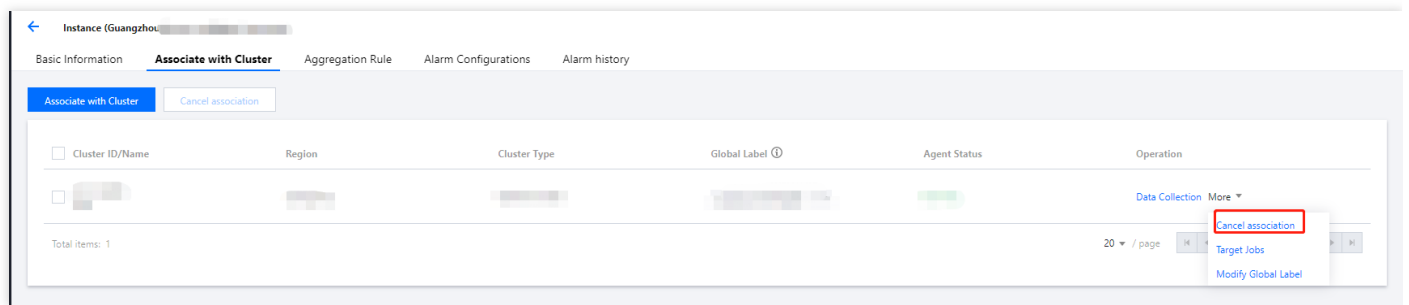 Instance (Guangzhou
Basic Information Associate with Cluster Aggregation Rule Alarm Configurations Alarm history
Associate with Cluster Cancel association
Cluster ID/Name Region Cluster Type Global Label Agent Status Operation
Data Collection More
Cancel association
Total items: 1 20 / page
Target Jobs
Modify Global Label